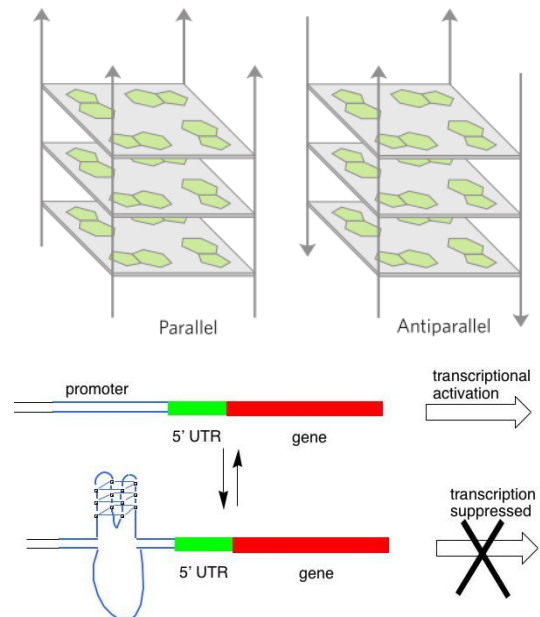 Parallel
Antiparallel
promoter
transcriptional
activation
5' UTR
gene
transcription
suppressed
5' UTR
gene